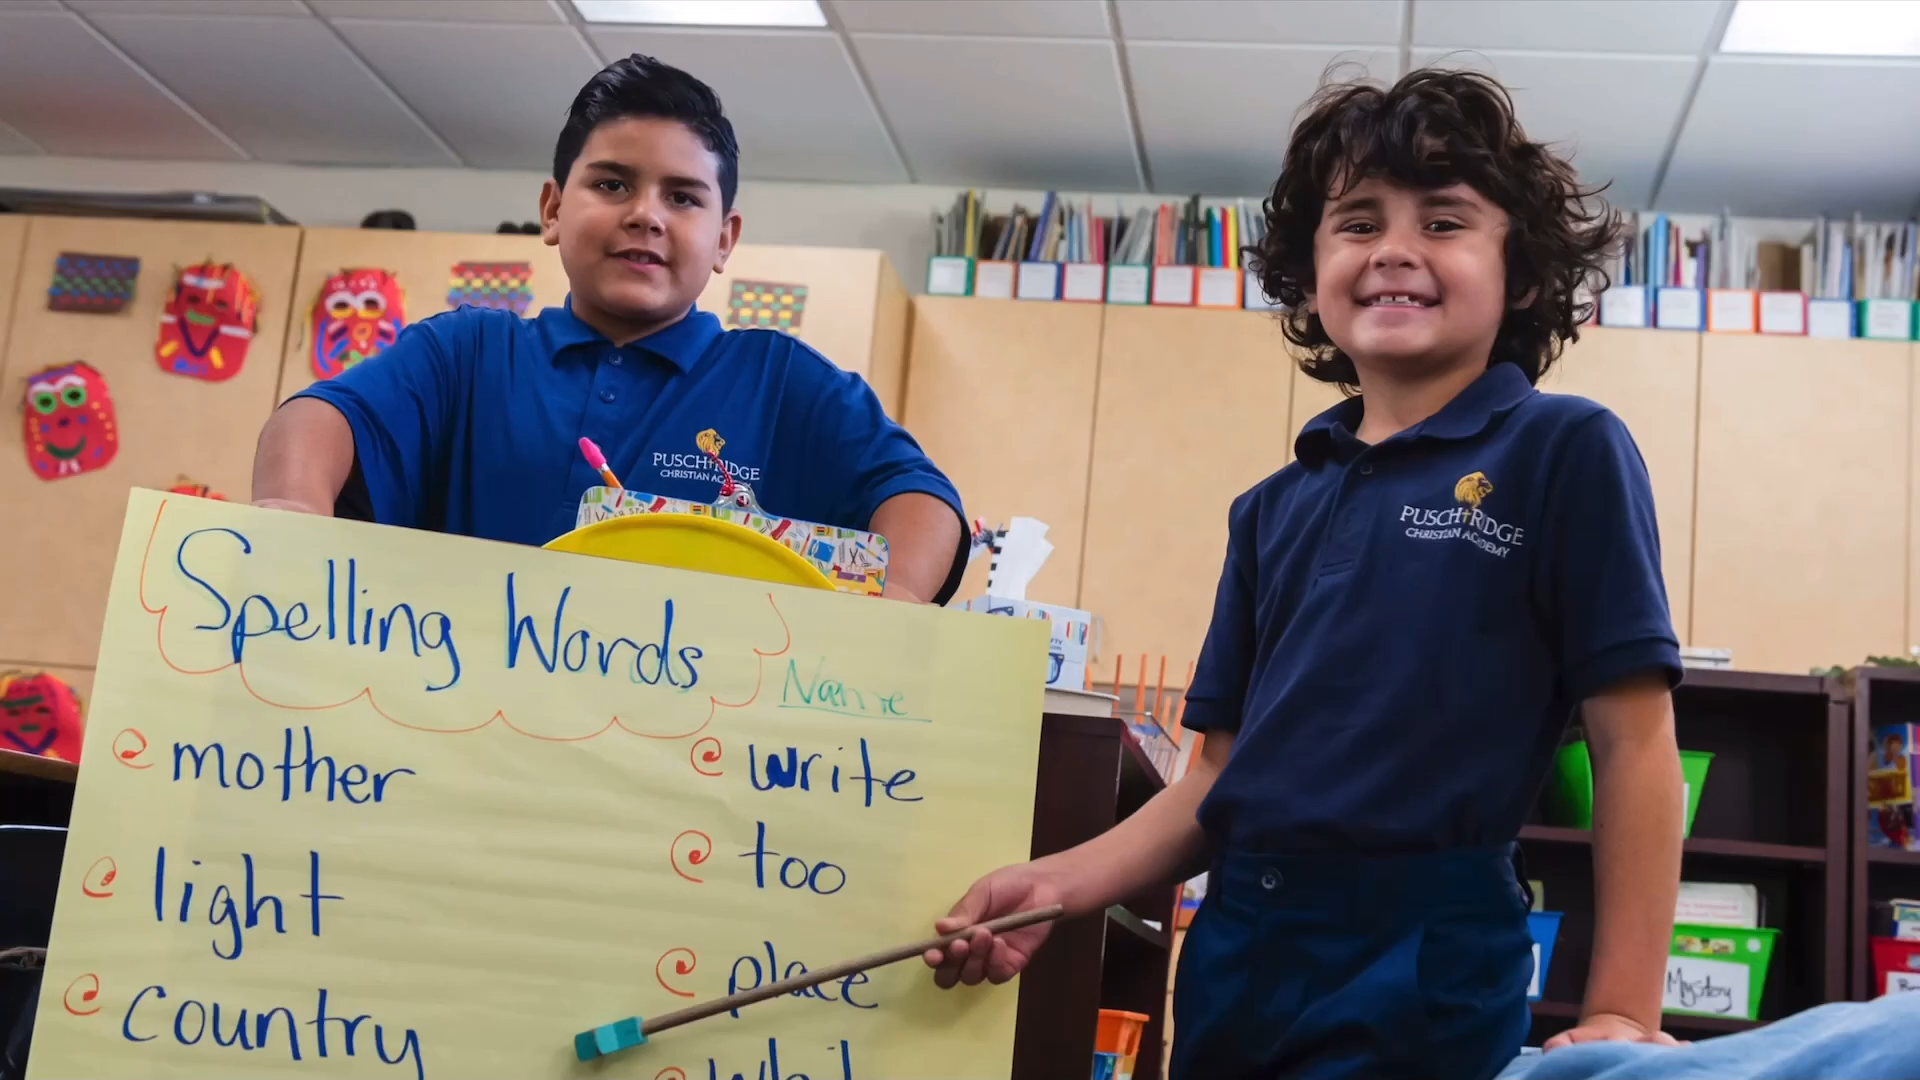 PUSCH RIDGE
CHRISTIAN ACADEMY
PUSCH RIDGE
CHRISTIAN ACADEMY
Spelling Words
Name
mother
write
light
too
country
place
Mystery